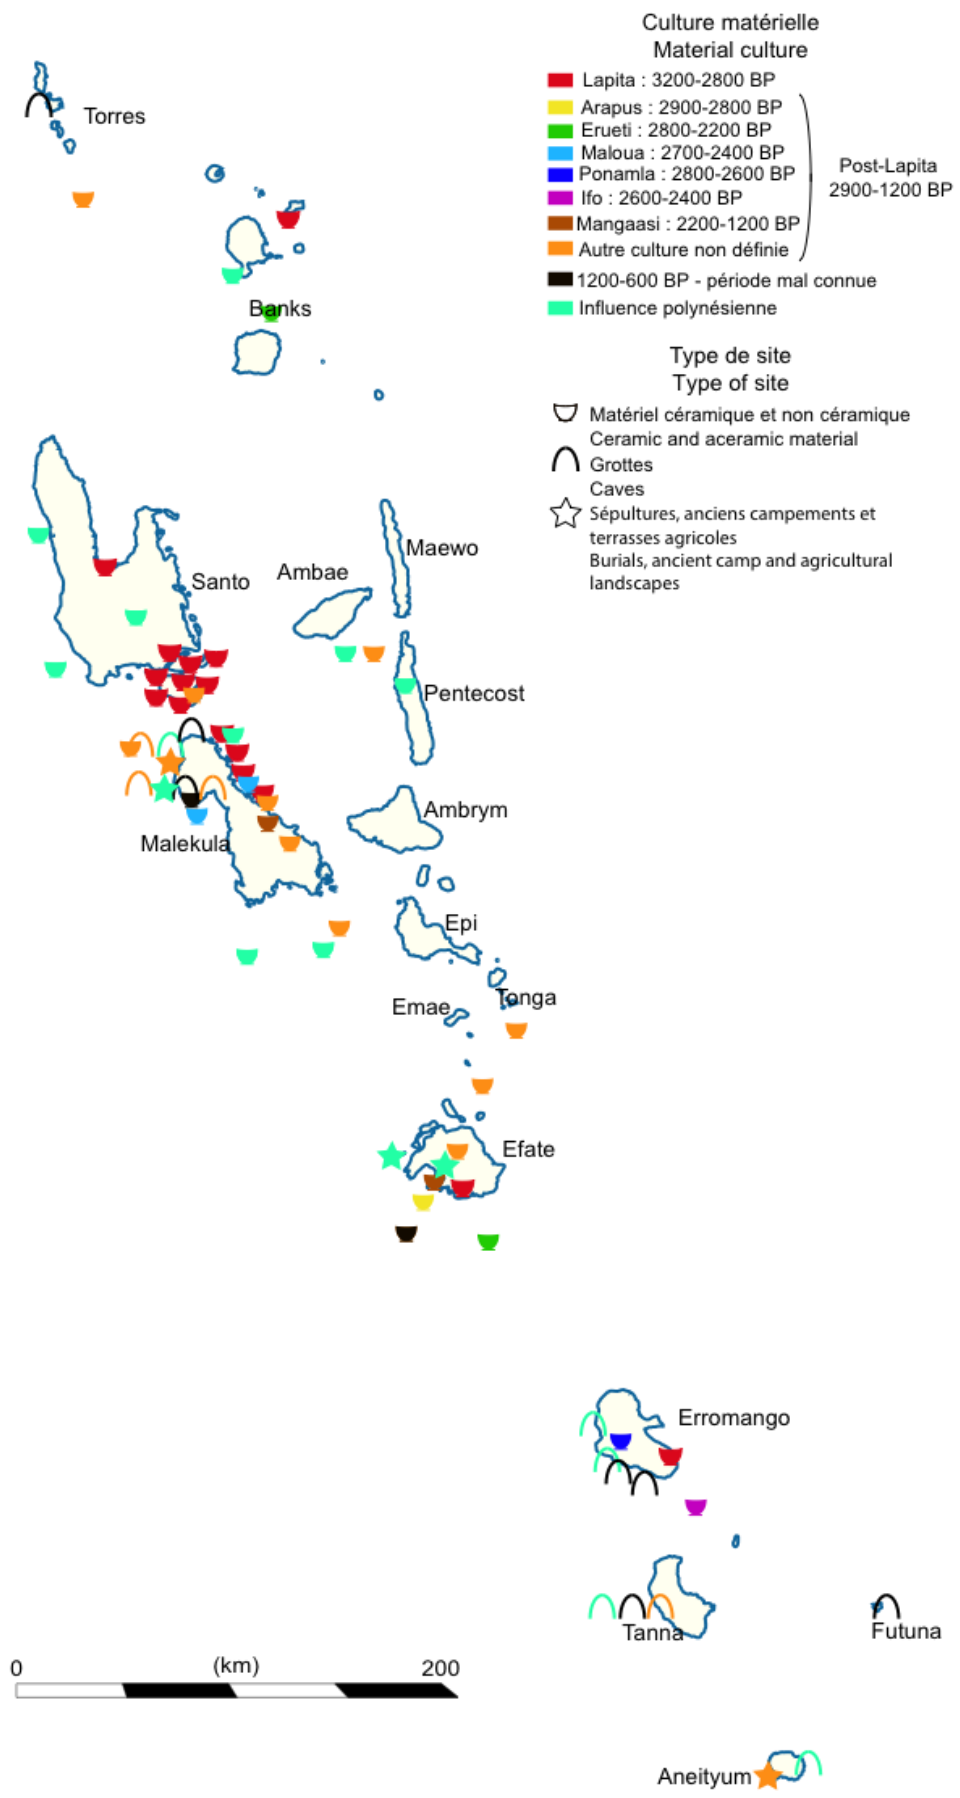 Culture matérielle
Material culture
Lapita : 3200-2800 BP
Arapus : 2900-2800 BP
Erueti : 2800-2200 BP
Maloua : 2700-2400 BP
Ponamla : 2800-2600 BP
Ifo : 2600-2400 BP
Mangaasi : 2200-1200 BP
Autre culture non définie
Post-Lapita
2900-1200 BP
1200-600 BP - période mal connue
Influence polynésienne
Type de site
Type of site
Matériel céramique et non céramique
Ceramic and aceramic material
Grottes
Caves
Sépultures, anciens campements et
terrasses agricoles
Burials, ancient camp and agricultural
landscapes
Torres
Banks
Maewo
Ambae
Santo
Pentecost
Ambrym
Malekula
Epi
Tonga
Emae
Efate
Erromango
Tanna
Futuna
0 (km) 200
Aneityum